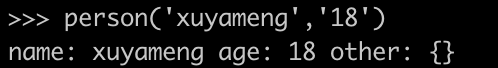 >>> person('xuyameng','18')
name: xuyameng age: 18 other: {}